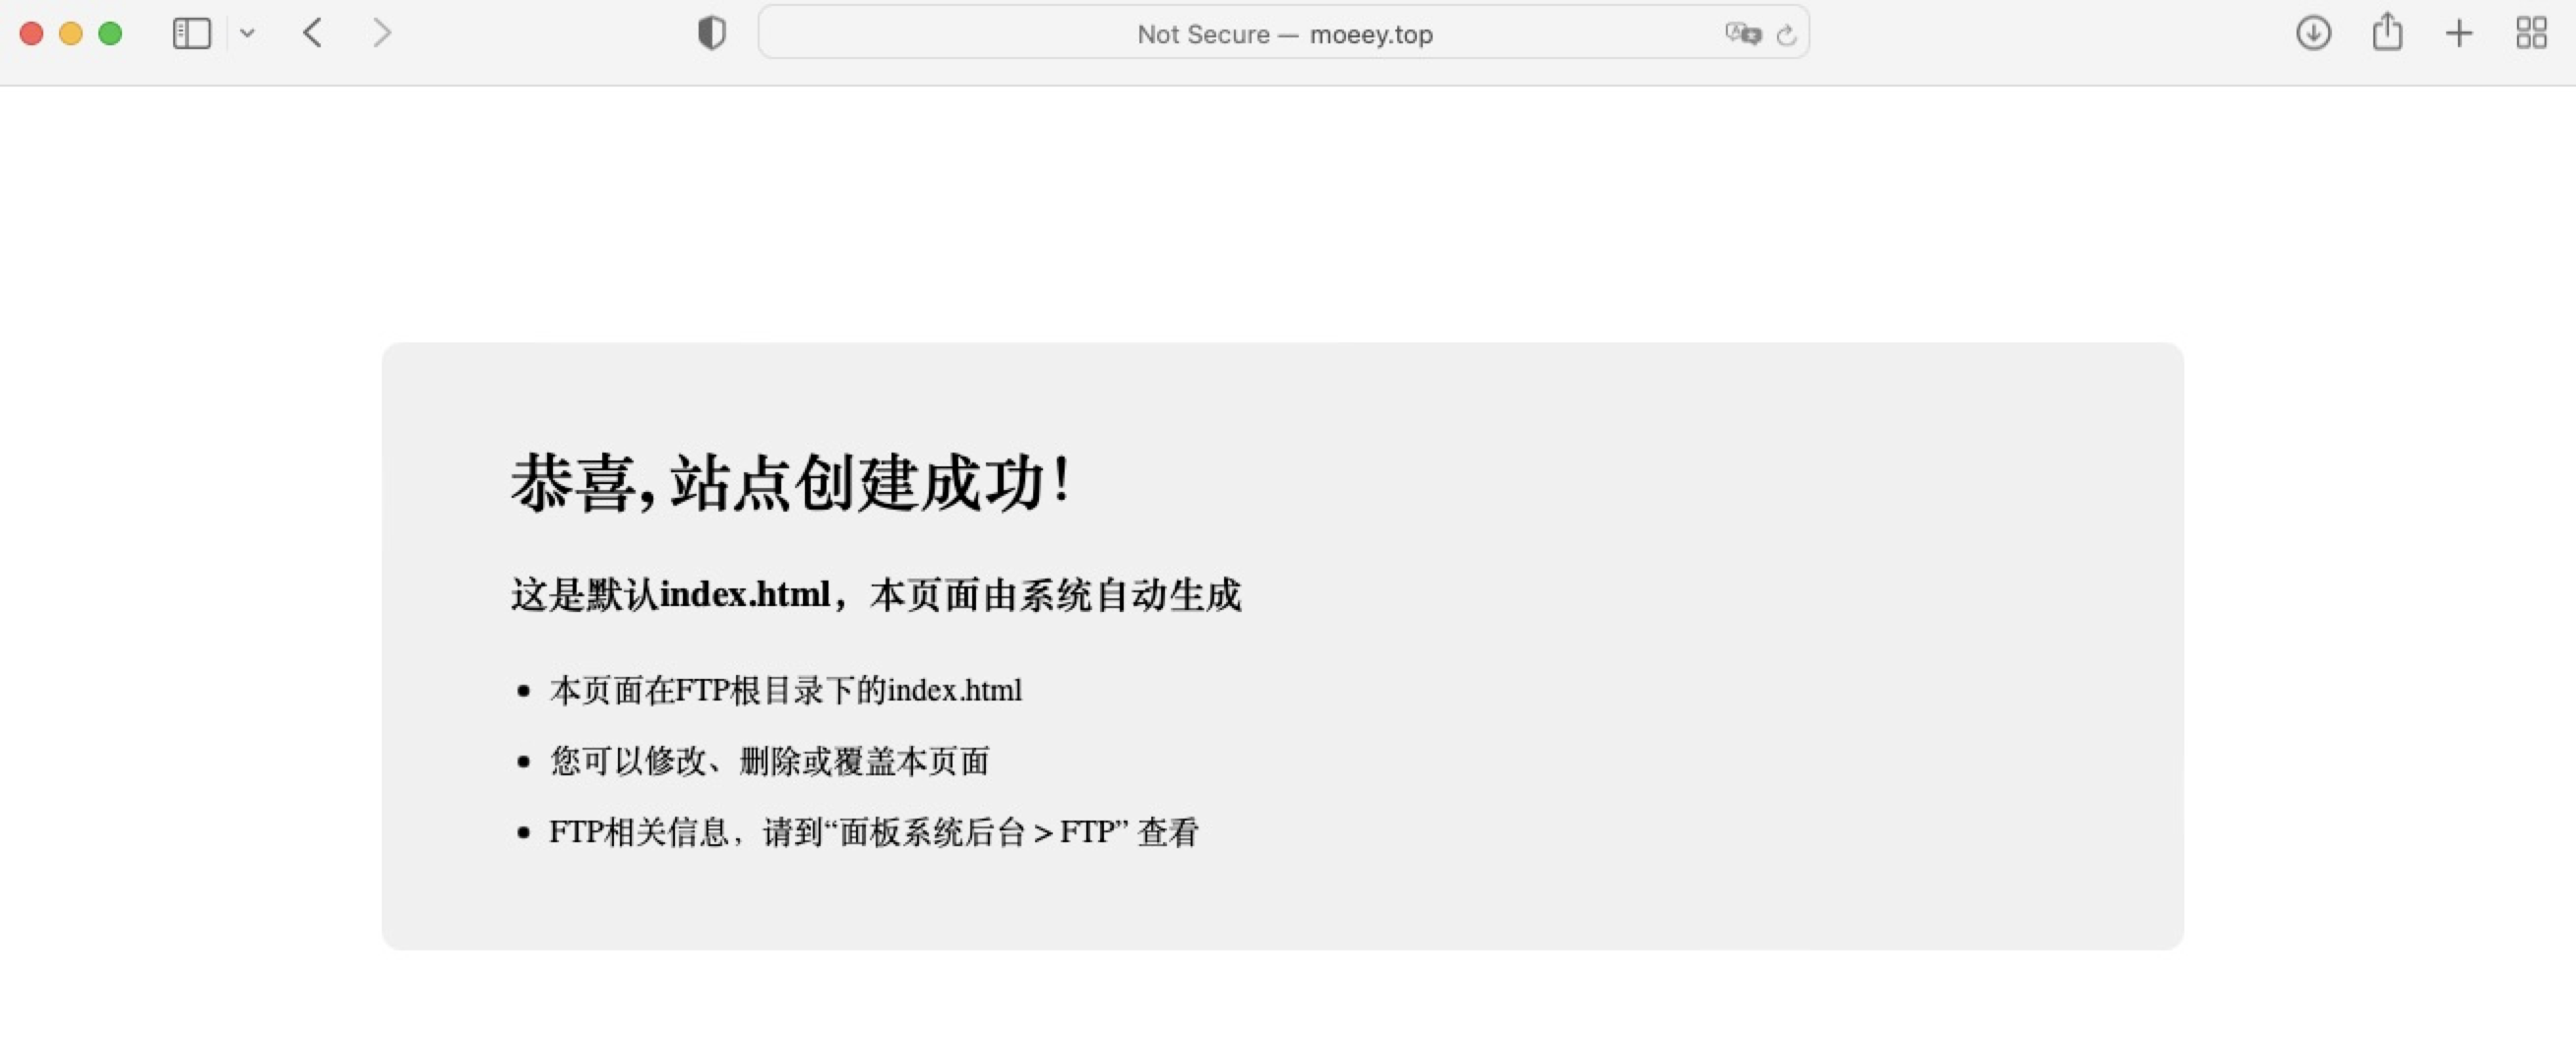 Not Secure — moeey.top
恭喜，站点创建成功！
这是默认index.html，本页面由系统自动生成
本页面在FTP根目录下的index.html
您可以修改、删除或覆盖本页面
FTP相关信息，请到“面板系统后台 > FTP” 查看